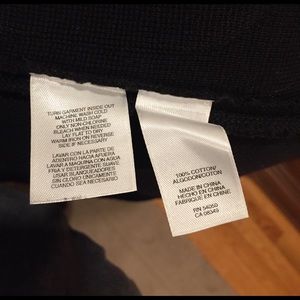 TURN GARMENT INSIDE OUT
MACHINE WASH COLD
WITH MILD SOAP
ONLY NON-CHLORINE
BLEACH WHEN NEEDED
LAY FLAT TO DRY
WARM IRON ON REVERSE
SIDE IF NECESSARY
LAVAR CON LA PARTE DE
ADENTRO HACIA AFUERA
LAVAR A MAQUINA CON AGUA
FRIA Y DETERGENTE SUAVE
USAR BLANQUEADORES
SIN CLORO UNICAMENTE
CUANDO SEA NECESARIO
100% COTTON/
ALGODON/COTON
MADE IN CHINA
HECHO EN CHINA
FABRIQUE EN CHINE
RN 54050
CA 08349